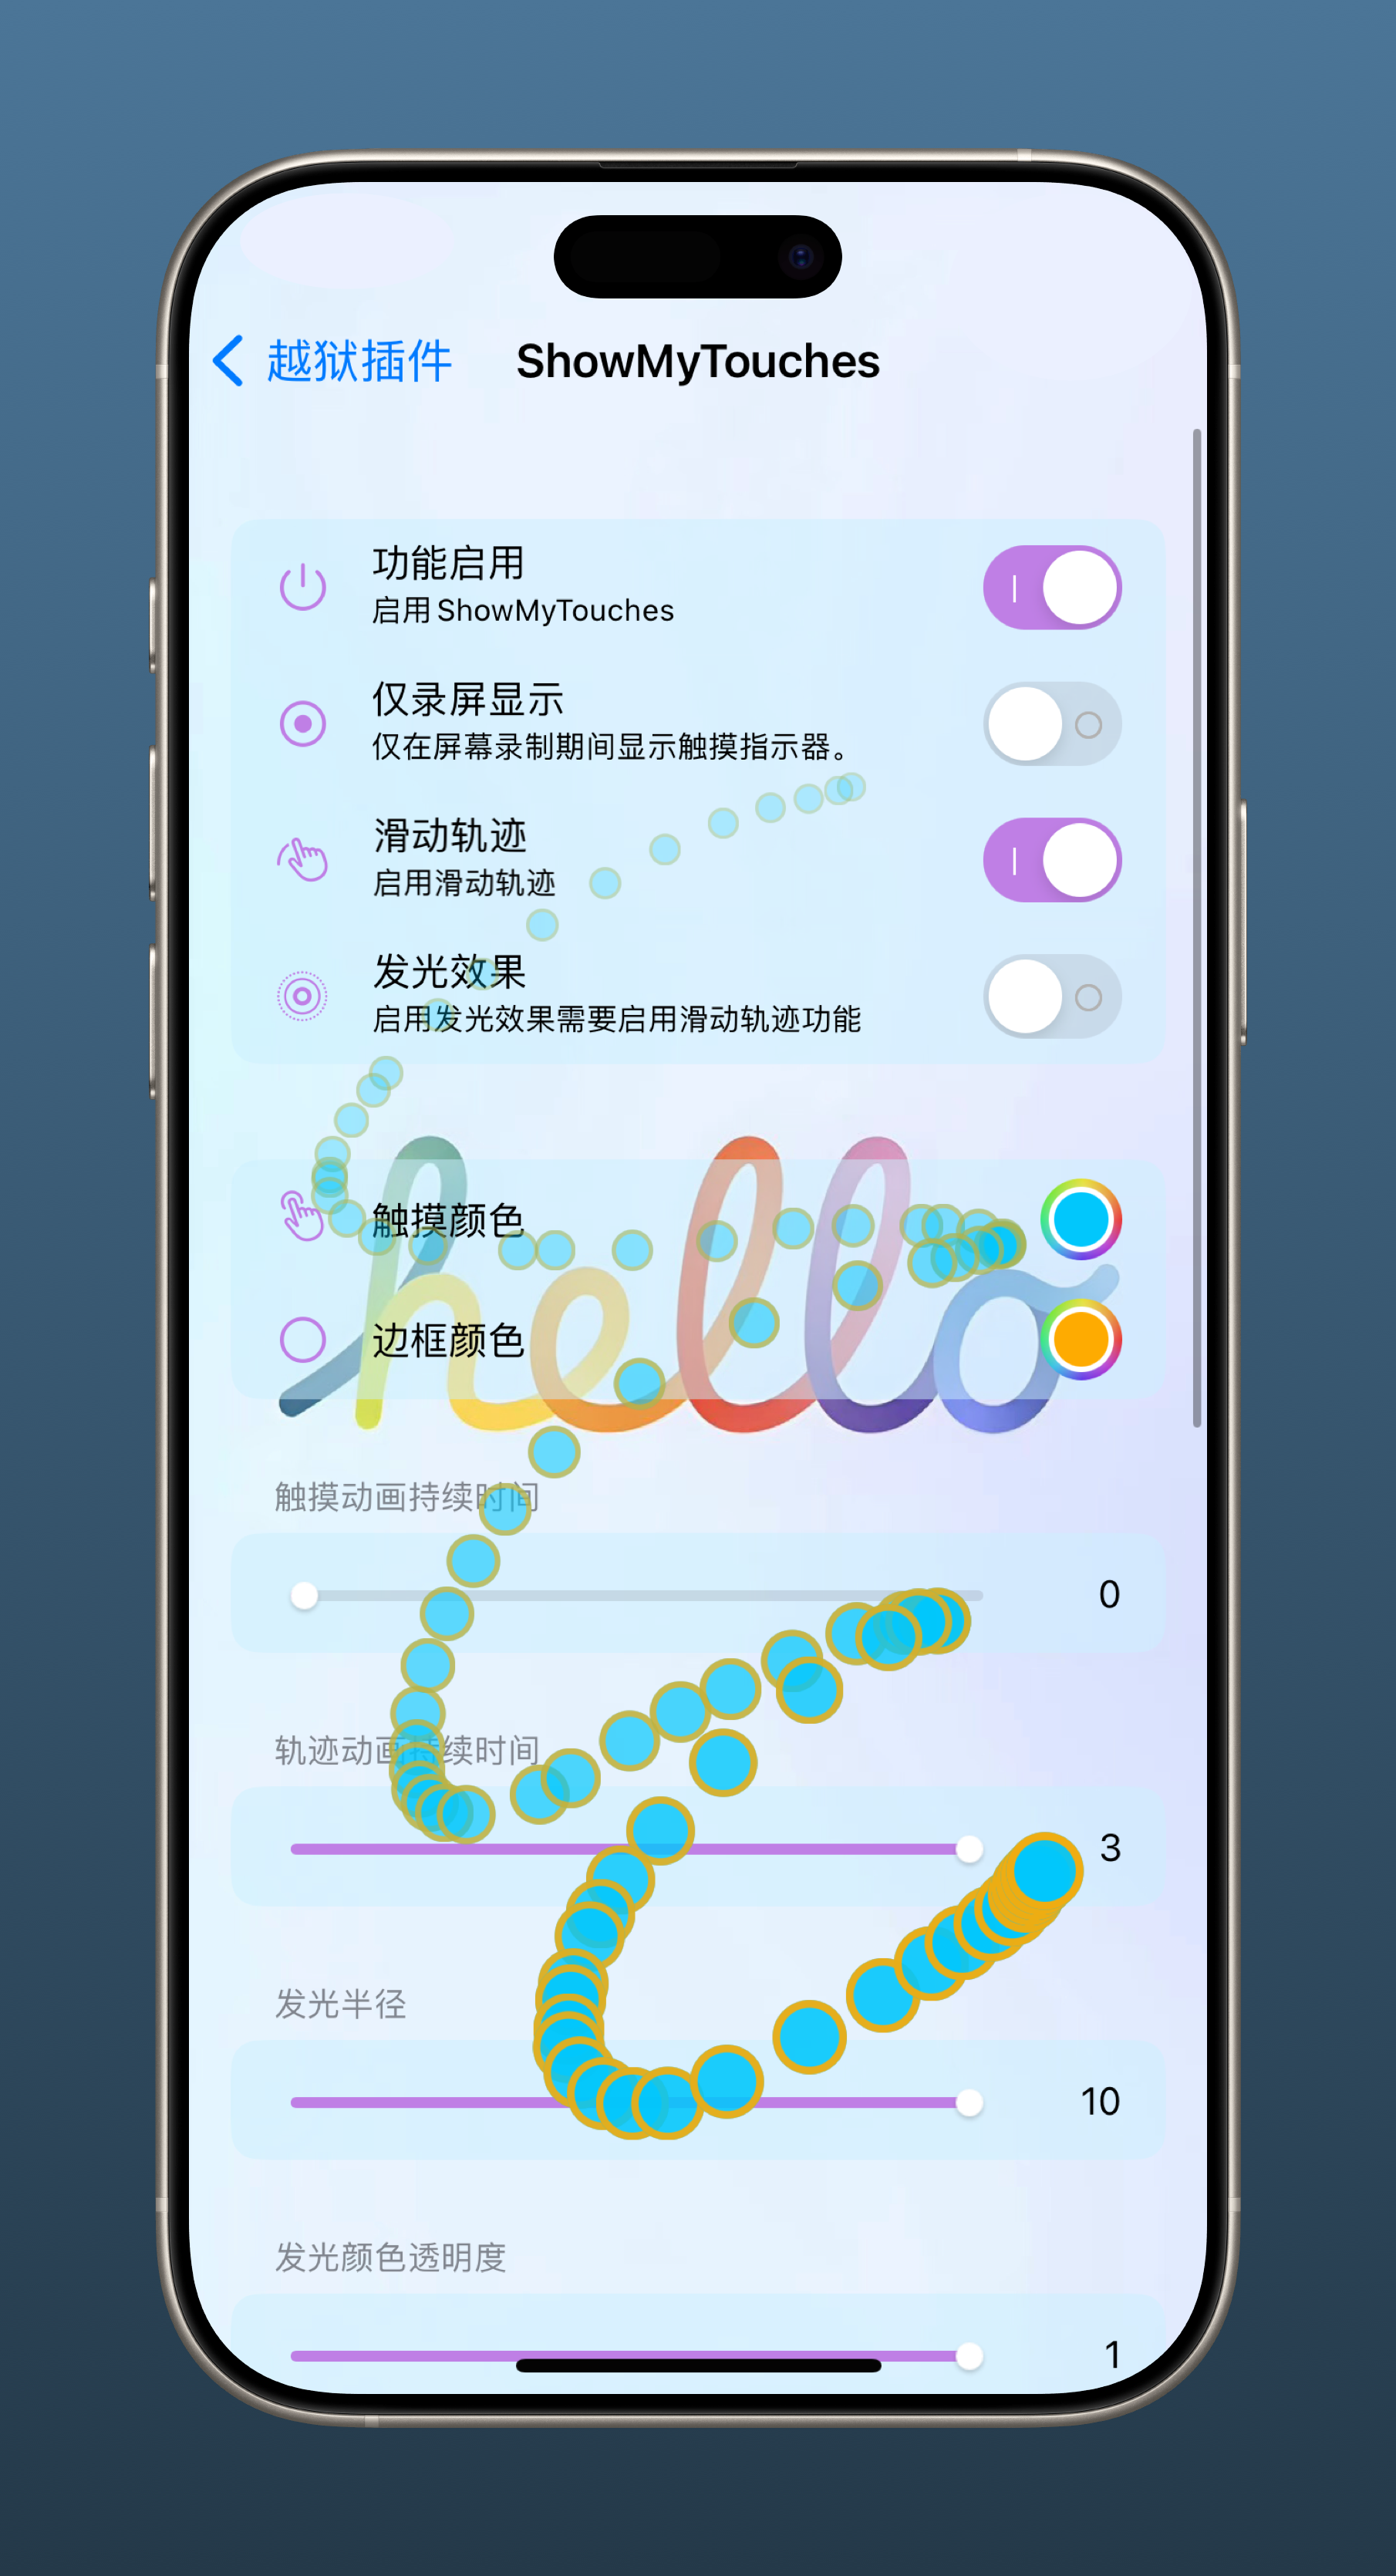 越狱插件 ShowMyTouches
功能启用
启用 ShowMyTouches
仅录屏显示
仅在屏幕录制期间显示触摸指示器。
滑动轨迹
启用滑动轨迹
发光效果
启用发光效果需要启用滑动轨迹功能
hello
触摸颜色
边框颜色
触摸动画持续时间
0
轨迹动画持续时间
3
发光半径
10
发光颜色透明度
1